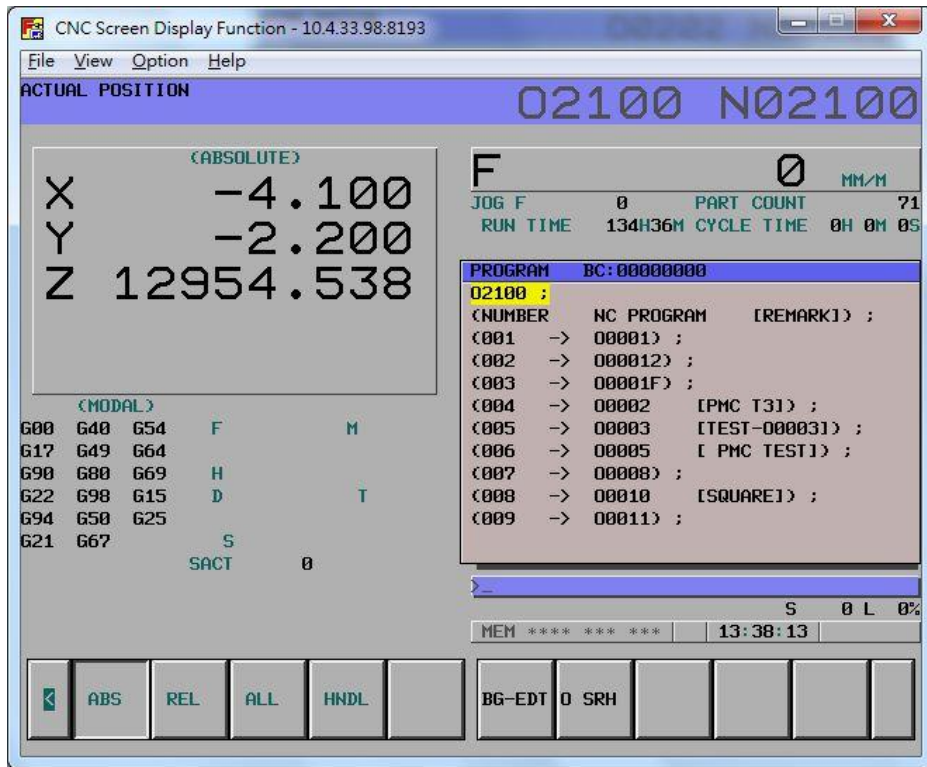 CNC Screen Display Function - 10.4.33.98:8193
File View Option Help
ACTUAL POSITION
O2100 N02100
(ABSOLUTE)
X -4.100
Y -2.200
Z 12954.538
F 0 MM/M
JOG F 0 PART COUNT 71
RUN TIME 134H36M CYCLE TIME 0H 0M 0S
PROGRAM BC:00000000
O2100 ;
(NUMBER NC PROGRAM [REMARK]) ;
(001 -> O0001) ;
(002 -> O00012) ;
(003 -> O0001F) ;
(004 -> O0002 [PMC T3]) ;
(005 -> O0003 [TEST-O0003]) ;
(006 -> O0005 [ PMC TEST]) ;
(007 -> O0008) ;
(008 -> O0010 [SQUARE]) ;
(009 -> O0011) ;
(MODAL)
G00 G40 G54 F M
G17 G49 G64
G90 G80 G69 H
G22 G98 G15 D T
G94 G50 G25
G21 G67 S
SACT 0
>_
S 0 L 0%
MEM **** *** *** 13:38:13
< ABS REL ALL HNDL BG-EDT O SRH